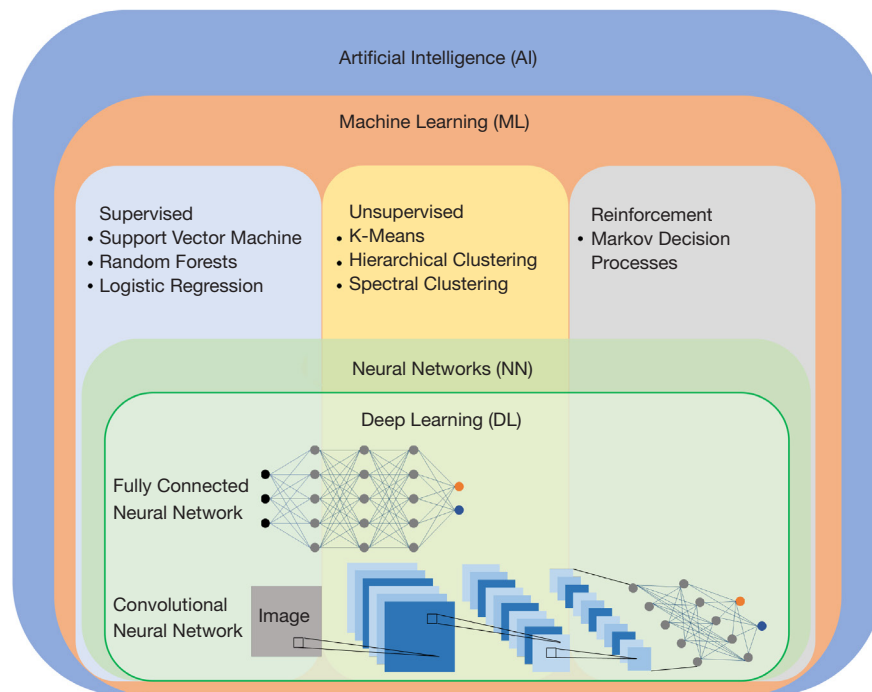 Artificial Intelligence (AI)
Machine Learning (ML)
Supervised
• Support Vector Machine
• Random Forests
• Logistic Regression
Unsupervised
• K-Means
• Hierarchical Clustering
• Spectral Clustering
Reinforcement
• Markov Decision
Processes
Neural Networks (NN)
Deep Learning (DL)
Fully Connected
Neural Network
Convolutional
Neural Network
Image